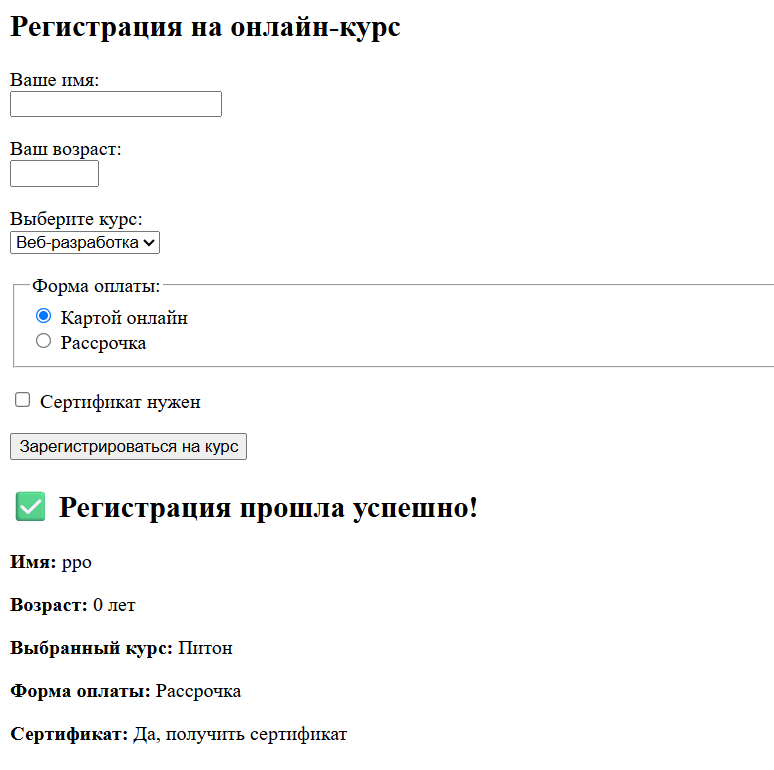 Регистрация на онлайн-курс
Ваше имя:
Ваш возраст:
Выберите курс:
Веб-разработка
Форма оплаты:
Картой онлайн
Рассрочка
Сертификат нужен
Зарегистрироваться на курс
✅ Регистрация прошла успешно!
Имя: ppo
Возраст: 0 лет
Выбранный курс: Питон
Форма оплаты: Рассрочка
Сертификат: Да, получить сертификат